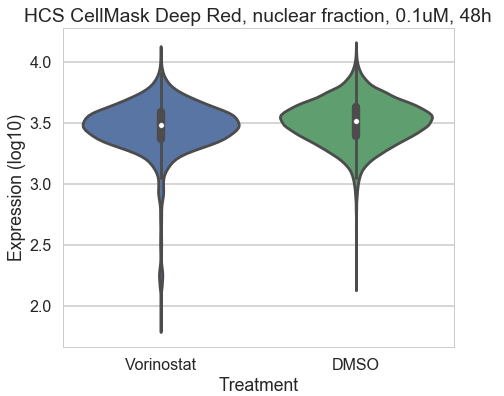 HCS CellMask Deep Red, nuclear fraction, 0.1uM, 48h
4.0
3.5
3.0
2.5
2.0
Expression (log10)
Vorinostat DMSO
Treatment